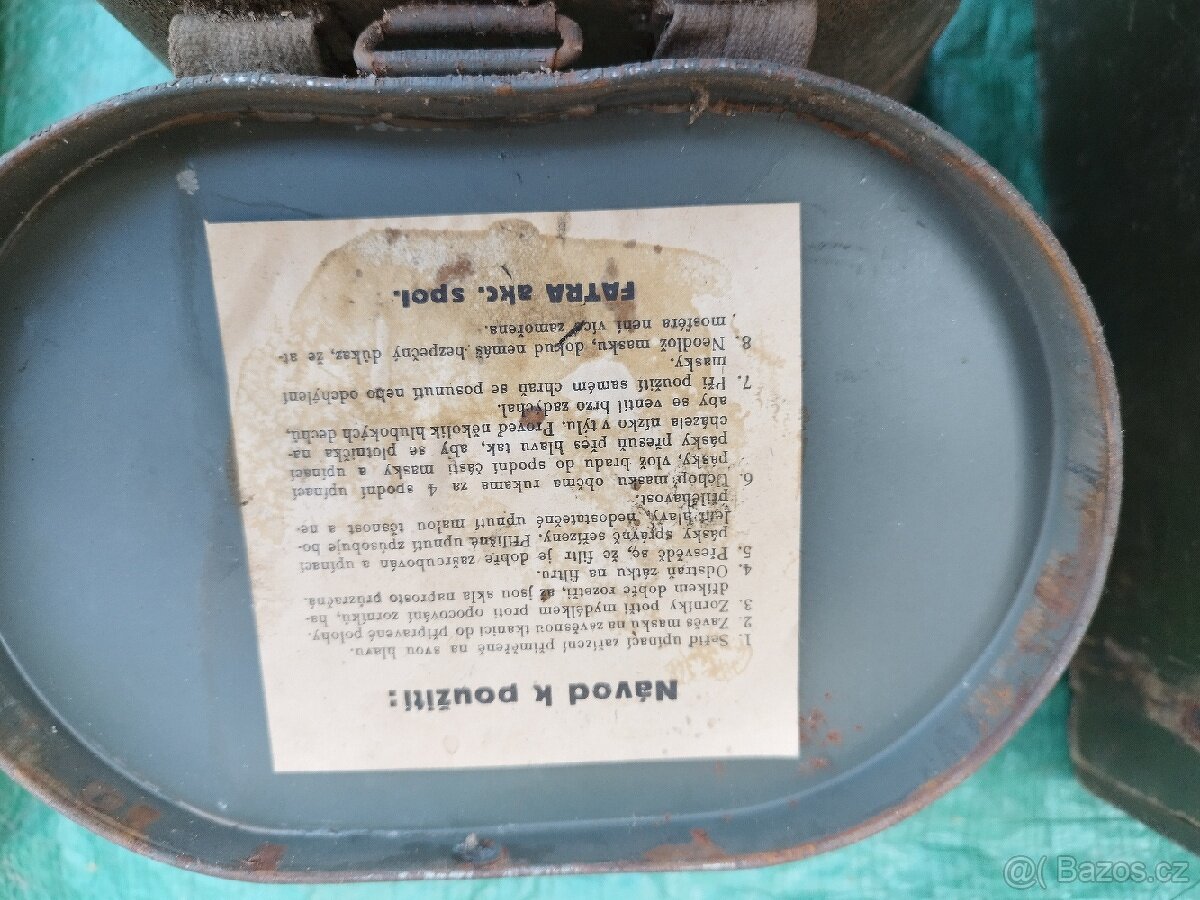 Návod k použití:
1. Seřiď upínací zařízení přiměřeně na svou hlavu.
2. Zavěs masku na závěsnou tkanici do připravené polohy.
3. Zorníky potři mydélkem proti opocování zorníků, ha,
dříkem dobře rozetři, až jsou skla naprosto průzračná.
4. Odstraň zátku na filtru.
5. Přesvědč se, že filtr je dobře zašroubován a upínací
pásky správně seřízeny. Přílišné upnutí způsobuje bo-
lení hlavy, nedostatečné upnutí malou těsnost a ne-
přiléhavost.
6. Uchop masku oběma rukama za 4 spodní upínací
pásky, vlož bradu do spodní části masky a upínací
pásky přesuň přes hlavu tak, aby se plotnička na-
cházela nízko v týlu. Proveď několik hlubokých dechů,
aby se ventil brzo zadýchal.
7. Při použití samém chraň se posunutí nebo odchýlení
masky.
8. Neodlož masku, dokud nemáš bezpečný důkaz, že at-
mosféra není více zamořena.
FATRA akc. spol.
@( Bazos.cz